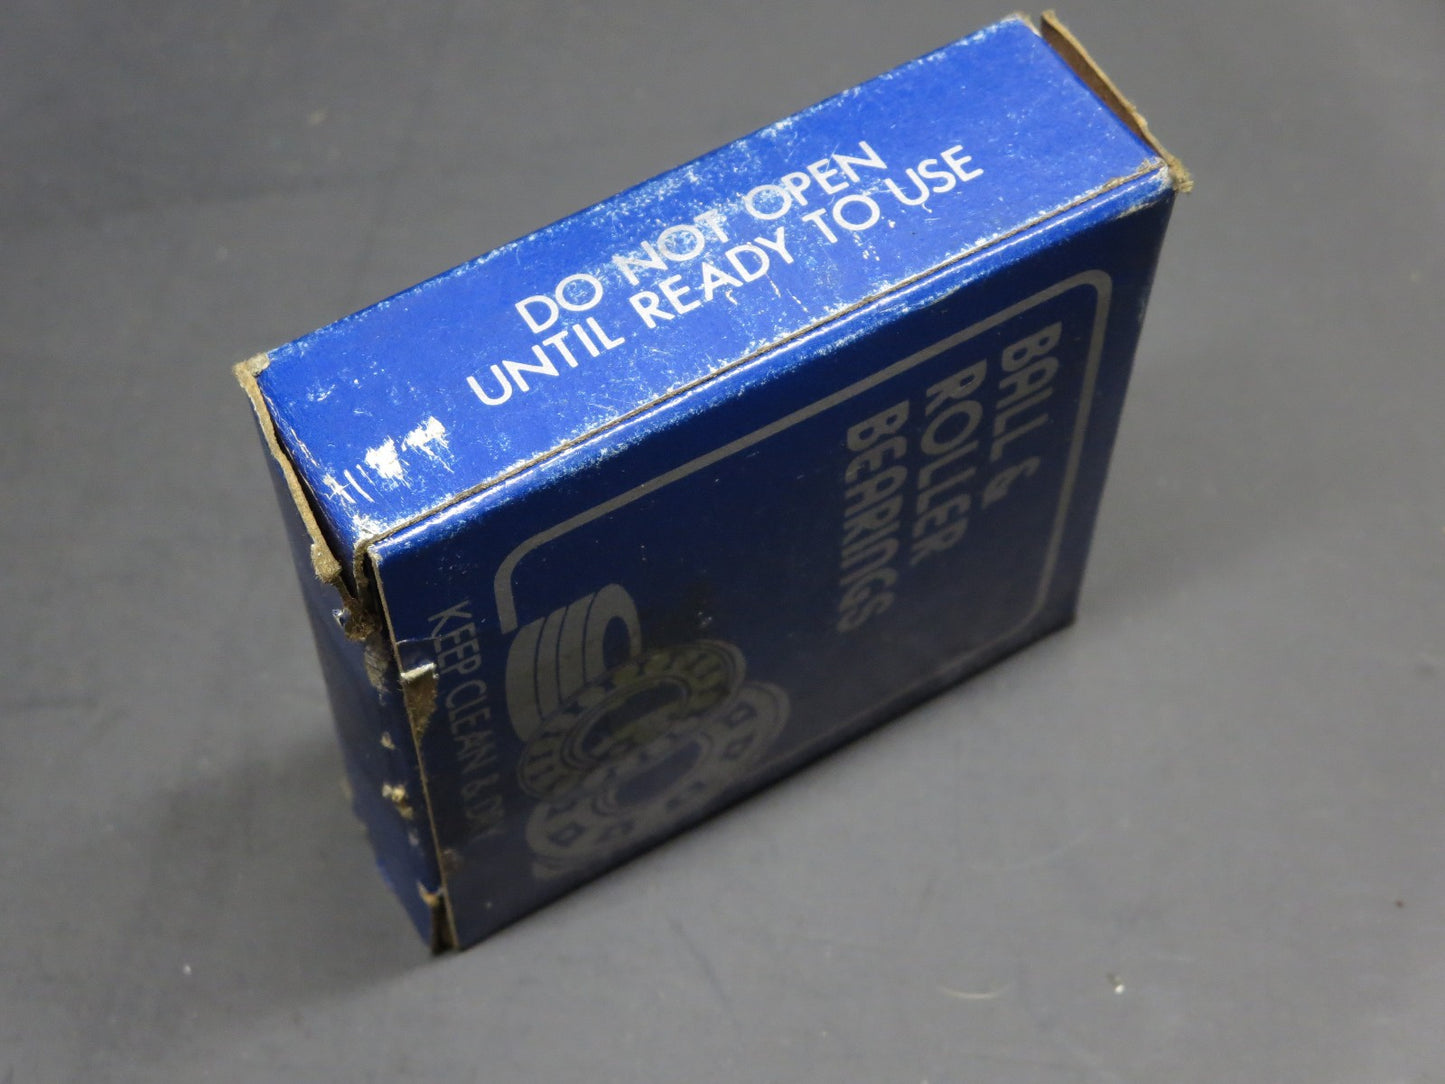 DO NOT OPEN
UNTIL READY TO USE
BALL &
ROLLER
BEARINGS
KEEP CLEAN & DRY